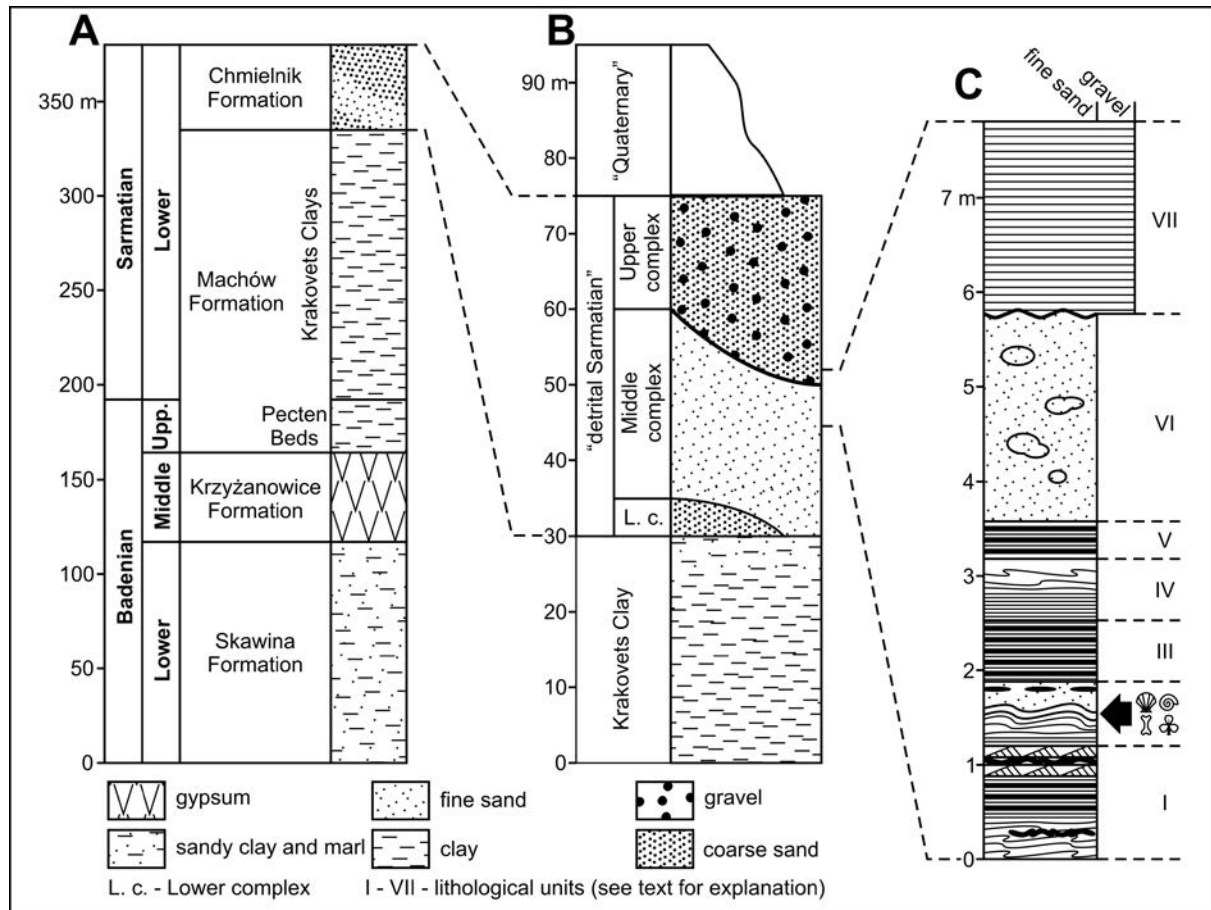 A
350 m
300
250
200
150
100
50
0
Sarmatian
Badenian
Lower
Upp.
Middle
Lower
Chmielnik
Formation
Machów
Formation
Krakovets Clays
Pecten
Beds
Krzyżanowice
Formation
Skawina
Formation
B
90 m
80
70
60
50
40
30
20
10
0
"Quaternary"
"detrital Sarmatian"
Upper
complex
Middle
complex
L. c.
Krakovets Clay
C
fine sand
gravel
7 m
6
5
4
3
2
1
0
VII
VI
V
IV
III
I
gypsum
fine sand
gravel
sandy clay and marl
clay
coarse sand
L. c. - Lower complex
I - VII - lithological units (see text for explanation)